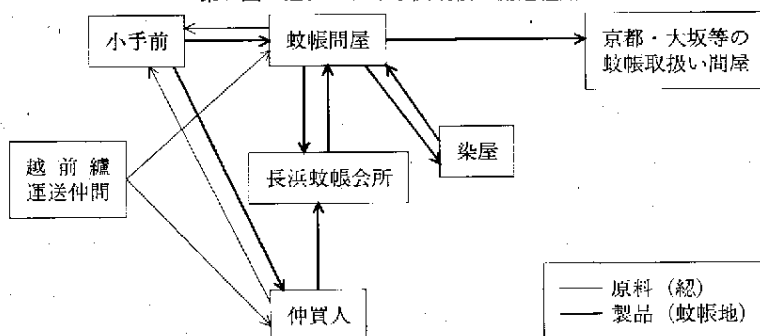 小手前
蚊帳問屋
京都・大坂等の
蚊帳取扱い問屋
染屋
越前纑
運送仲間
長浜蚊帳会所
仲買人
原料（綛）
製品（蚊帳地）